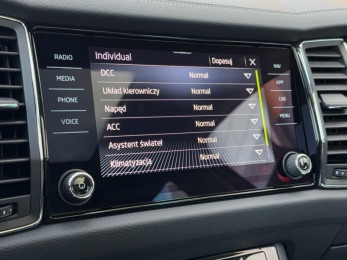 Individual Dopasuj
RADIO
MEDIA
PHONE
VOICE
DCC Normal
Układ kierowniczy Normal
Napęd Normal
ACC Normal
Asystent świateł Normal
Klimatyzacja Normal
NAV
APP
CAR
MENU